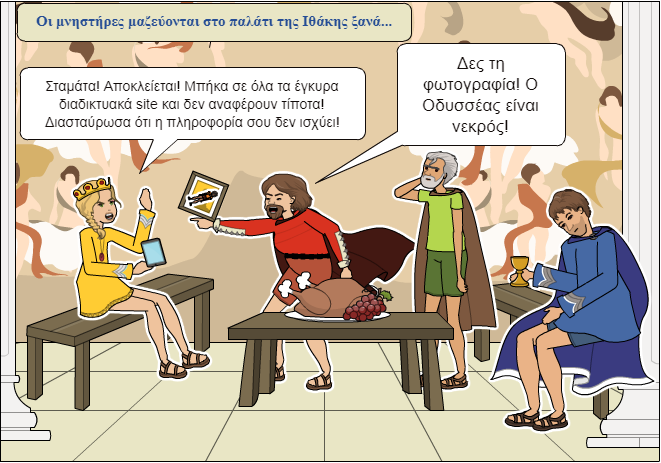 Οι μνηστήρες μαζεύονται στο παλάτι της Ιθάκης ξανά...
Σταμάτα! Αποκλείεται! Μπήκα σε όλα τα έγκυρα
διαδικτυακά site και δεν αναφέρουν τίποτα!
Διασταύρωσα ότι η πληροφορία σου δεν ισχύει!
Δες τη
φωτογραφία! Ο
Οδυσσέας είναι
νεκρός!